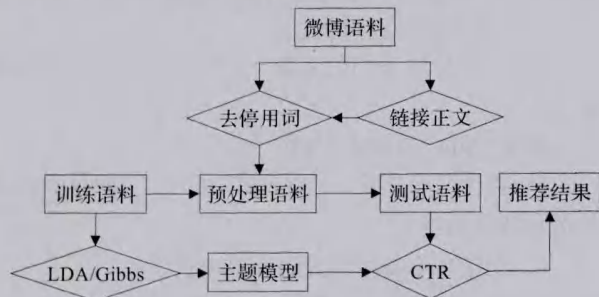 微博语料
去停用词
链接正文
训练语料
预处理语料
测试语料
推荐结果
LDA/Gibbs
主题模型
CTR